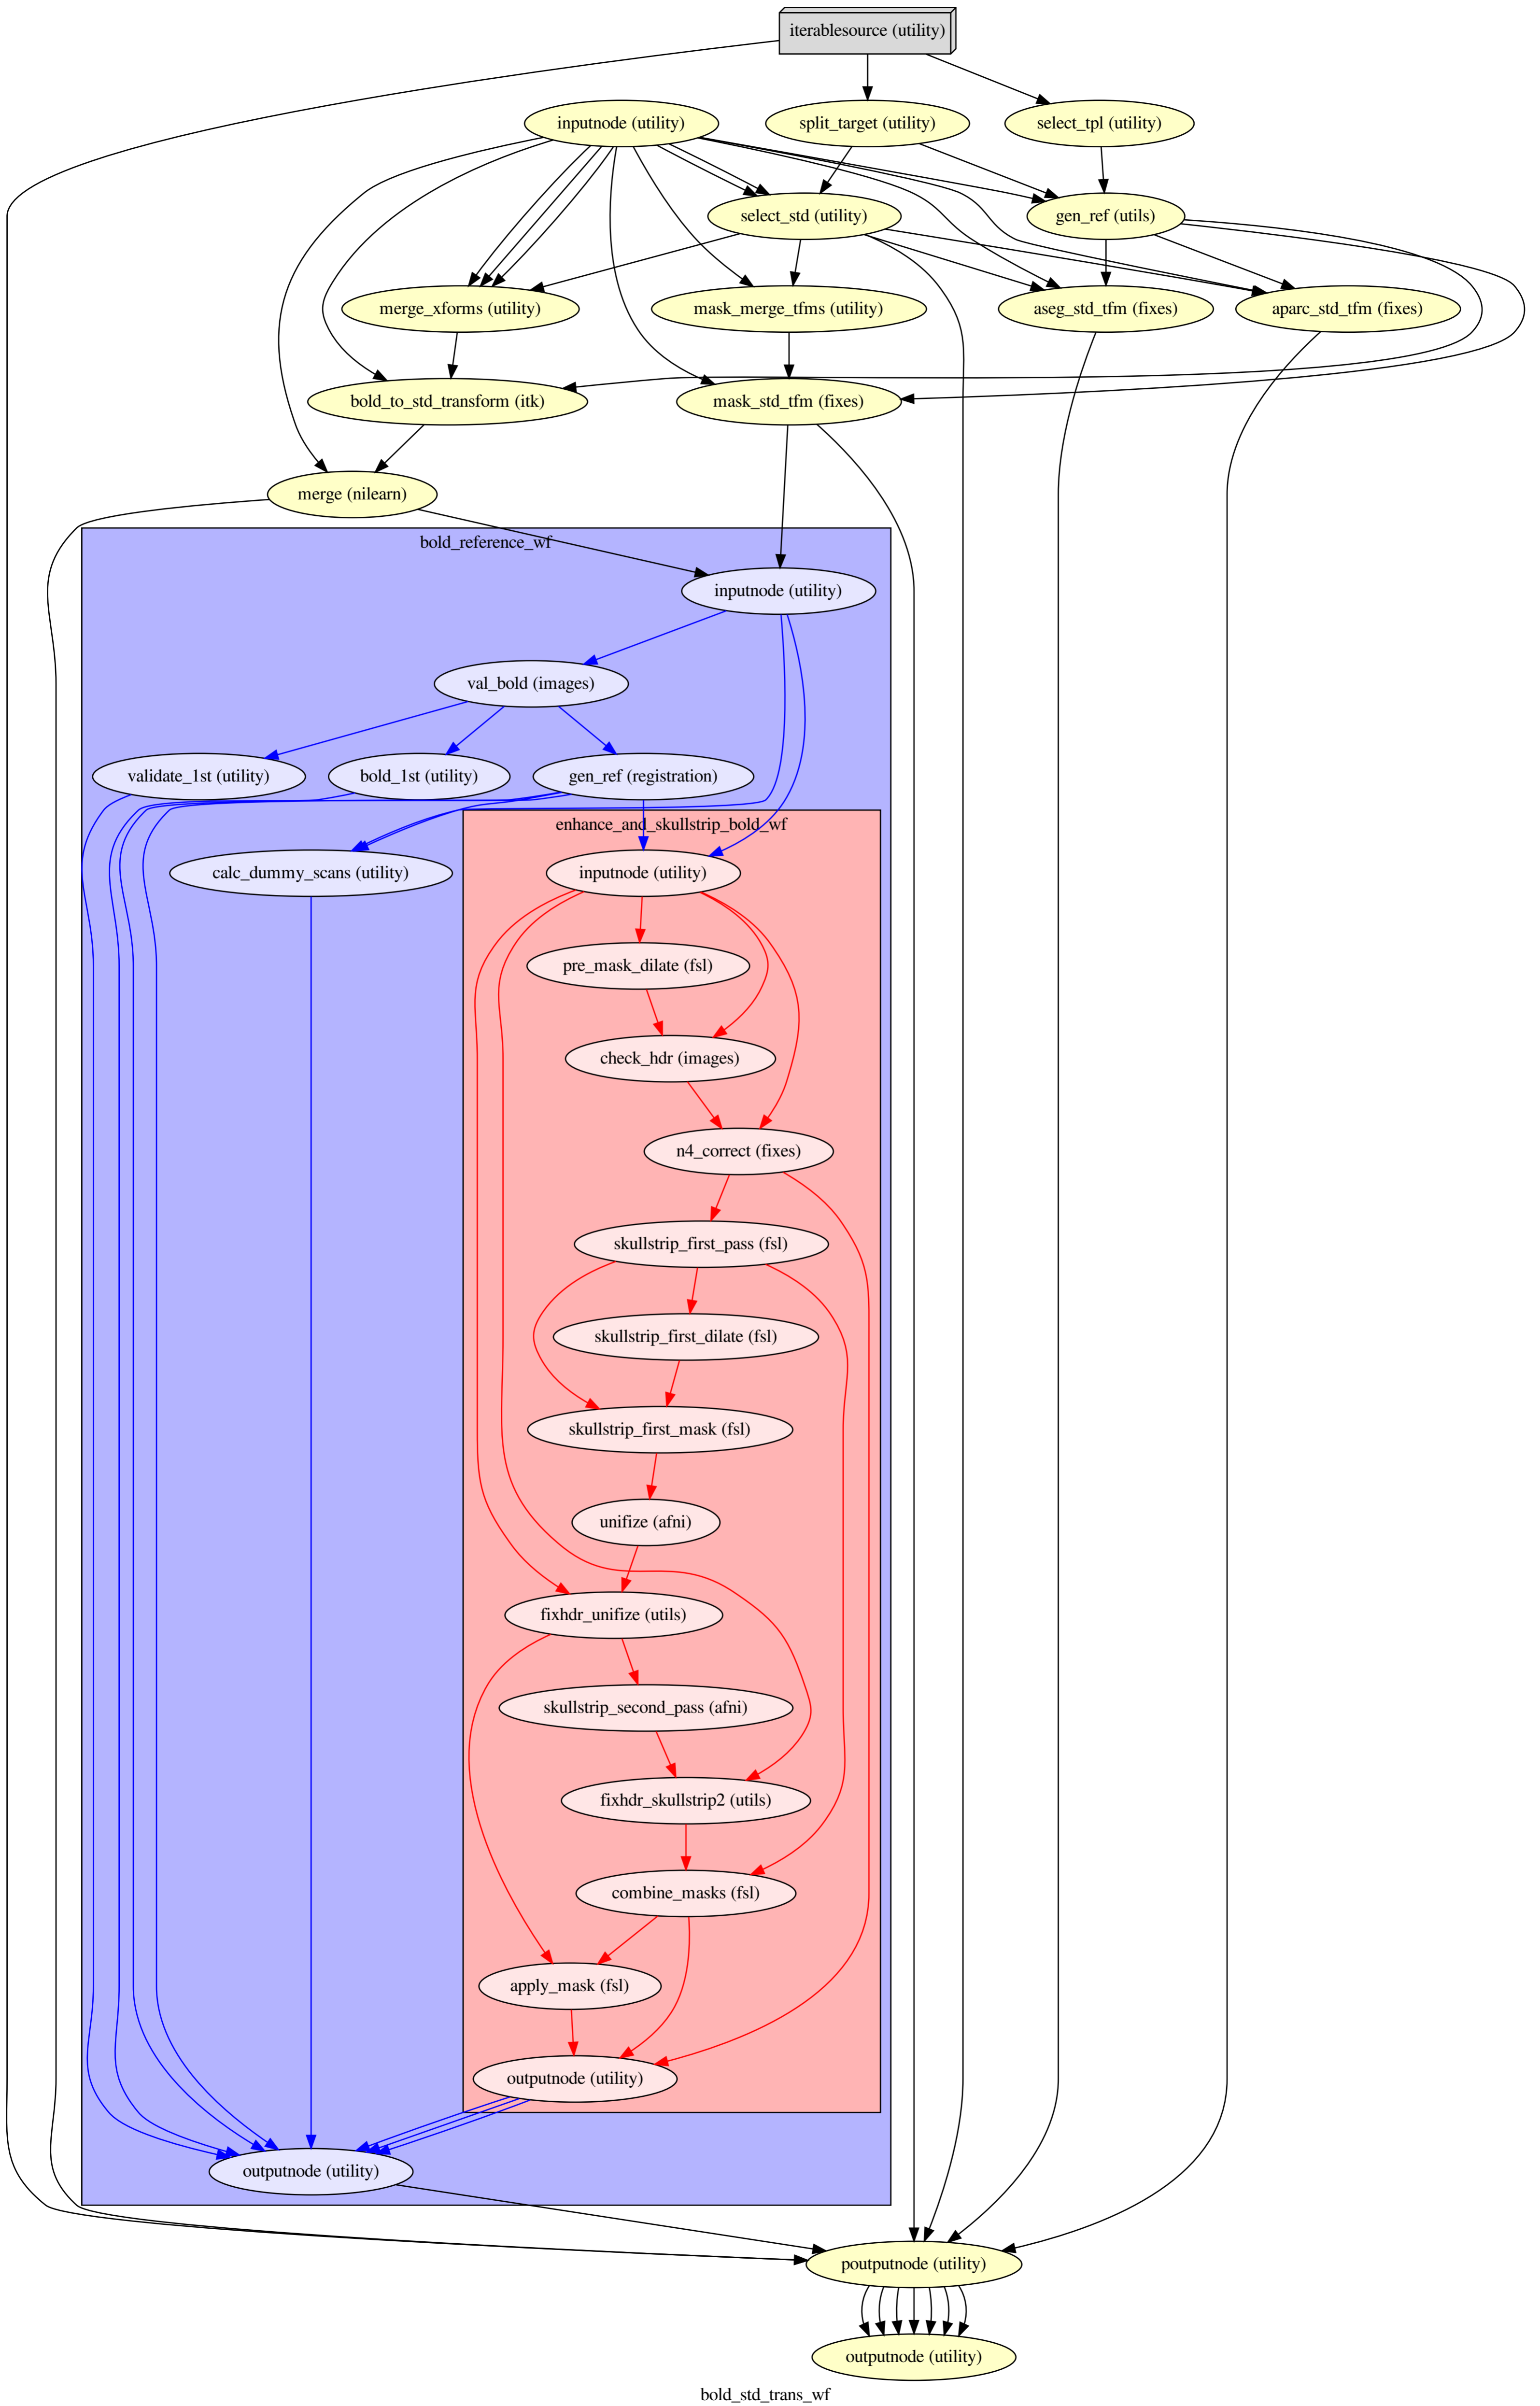 iterablesource (utility)
inputnode (utility)
split_target (utility)
select_tpl (utility)
select_std (utility)
gen_ref (utils)
merge_xforms (utility)
mask_merge_tfms (utility)
aseg_std_tfm (fixes)
aparc_std_tfm (fixes)
bold_to_std_transform (itk)
mask_std_tfm (fixes)
merge (nilearn)
bold_reference_wf
inputnode (utility)
val_bold (images)
validate_1st (utility)
bold_1st (utility)
gen_ref (registration)
enhance_and_skullstrip_bold_wf
calc_dummy_scans (utility)
inputnode (utility)
pre_mask_dilate (fsl)
check_hdr (images)
n4_correct (fixes)
skullstrip_first_pass (fsl)
skullstrip_first_dilate (fsl)
skullstrip_first_mask (fsl)
unifize (afni)
fixhdr_unifize (utils)
skullstrip_second_pass (afni)
fixhdr_skullstrip2 (utils)
combine_masks (fsl)
apply_mask (fsl)
outputnode (utility)
outputnode (utility)
poutputnode (utility)
outputnode (utility)
bold_std_trans_wf